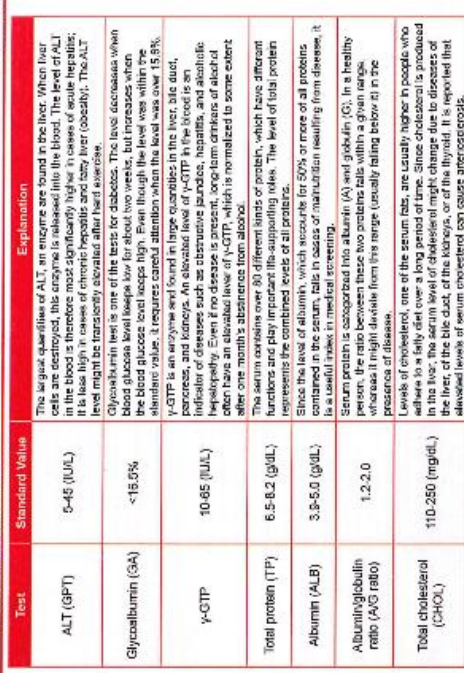 Test
Standard Value
Explanation
ALT (GPT)
5-45 (IU/L)
The largest quantities of ALT, an enzyme are found in the liver. When liver
cells are destroyed, this enzyme is released into the blood. The level of ALT
in the blood is therefore most significantly higher in cases of acute hepatitis;
it is less high in cases of chronic hepatitis and fatty liver (obesity). The ALT
level might be transiently elevated after hard exercise.
Glycoalbumin (GA)
Glycoalbumin test is one of the tests for diabetes. The level decreases when
blood glucose level keeps low for about two weeks, but increases when
the blood glucose level keeps high. Even though the level was within the
standard value, it requires careful attention when the level was over 15.8%.
γ-GTP
10-65 (IU/L)
γ-GTP is an enzyme and found in large quantities in the liver, bile duct,
pancreas, and kidneys. An elevated level of γ-GTP in the blood is an
indicator of diseases such as obstructive jaundice, hepatitis, and alcoholic
hepatopathy. Even if no disease is present, long-term drinkers of alcohol
often have an elevated level of γ-GTP, which is normalized to some extent
after one month's abstinence from alcohol.
Total protein (TP)
6.5-8.2 (g/dL)
The serum contains over 80 different kinds of protein, which have different
functions and play important life-supporting roles. The level of total protein
represents the combined levels of all proteins.
Albumin (ALB)
3.9-5.0 (g/dL)
Since the level of albumin, which accounts for 50% or more of all proteins
contained in the serum, falls in cases of malnutrition resulting from disease, it
is a useful index in medical screening.
Albumin/globulin
ratio (A/G ratio)
1.2-2.0
Serum protein is categorized into albumin (A) and globulin (G). In a healthy
person, the ratio between these two proteins falls within a given range,
whereas it might deviate from this range (usually falling below it) in the
presence of disease.
Total cholesterol
(CHOL)
110-250 (mg/dL)
Levels of cholesterol, one of the serum fats, are usually higher in people who
adhere to a fatty diet over a long period of time. Since cholesterol is produced
in the liver, the serum level of cholesterol might change due to diseases of
the liver, of the bile duct, of the kidneys, or of the thyroid. It is reported that
elevated levels of serum cholesterol can cause arteriosclerosis.